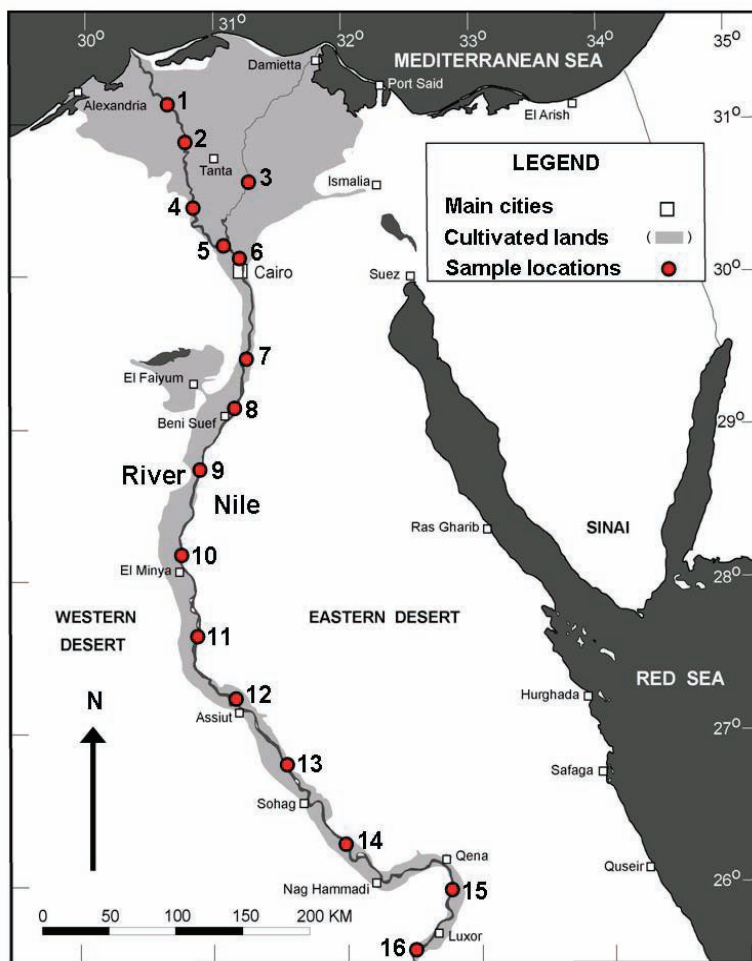 30° 31° 32 33° 34° 35°
MEDITERRANEAN SEA
Damietta
Port Said
Alexandria
1
El Arish
31°
2
Tanta
3
Ismalia
4
5
6
Cairo
Suez
LEGEND
Main cities
Cultivated lands ( )
Sample locations
30°
7
El Faiyum
8
Beni Suef
29°
River
9
Nile
Ras Gharib
SINAI
10
El Minya
28°
WESTERN
DESERT
EASTERN DESERT
11
RED SEA
N
12
Assiut
Hurghada
27°
13
Safaga
Sohag
14
Qena
Quseir
26°
Nag Hammadi
15
0 50 100 150 200 KM
16
Luxor